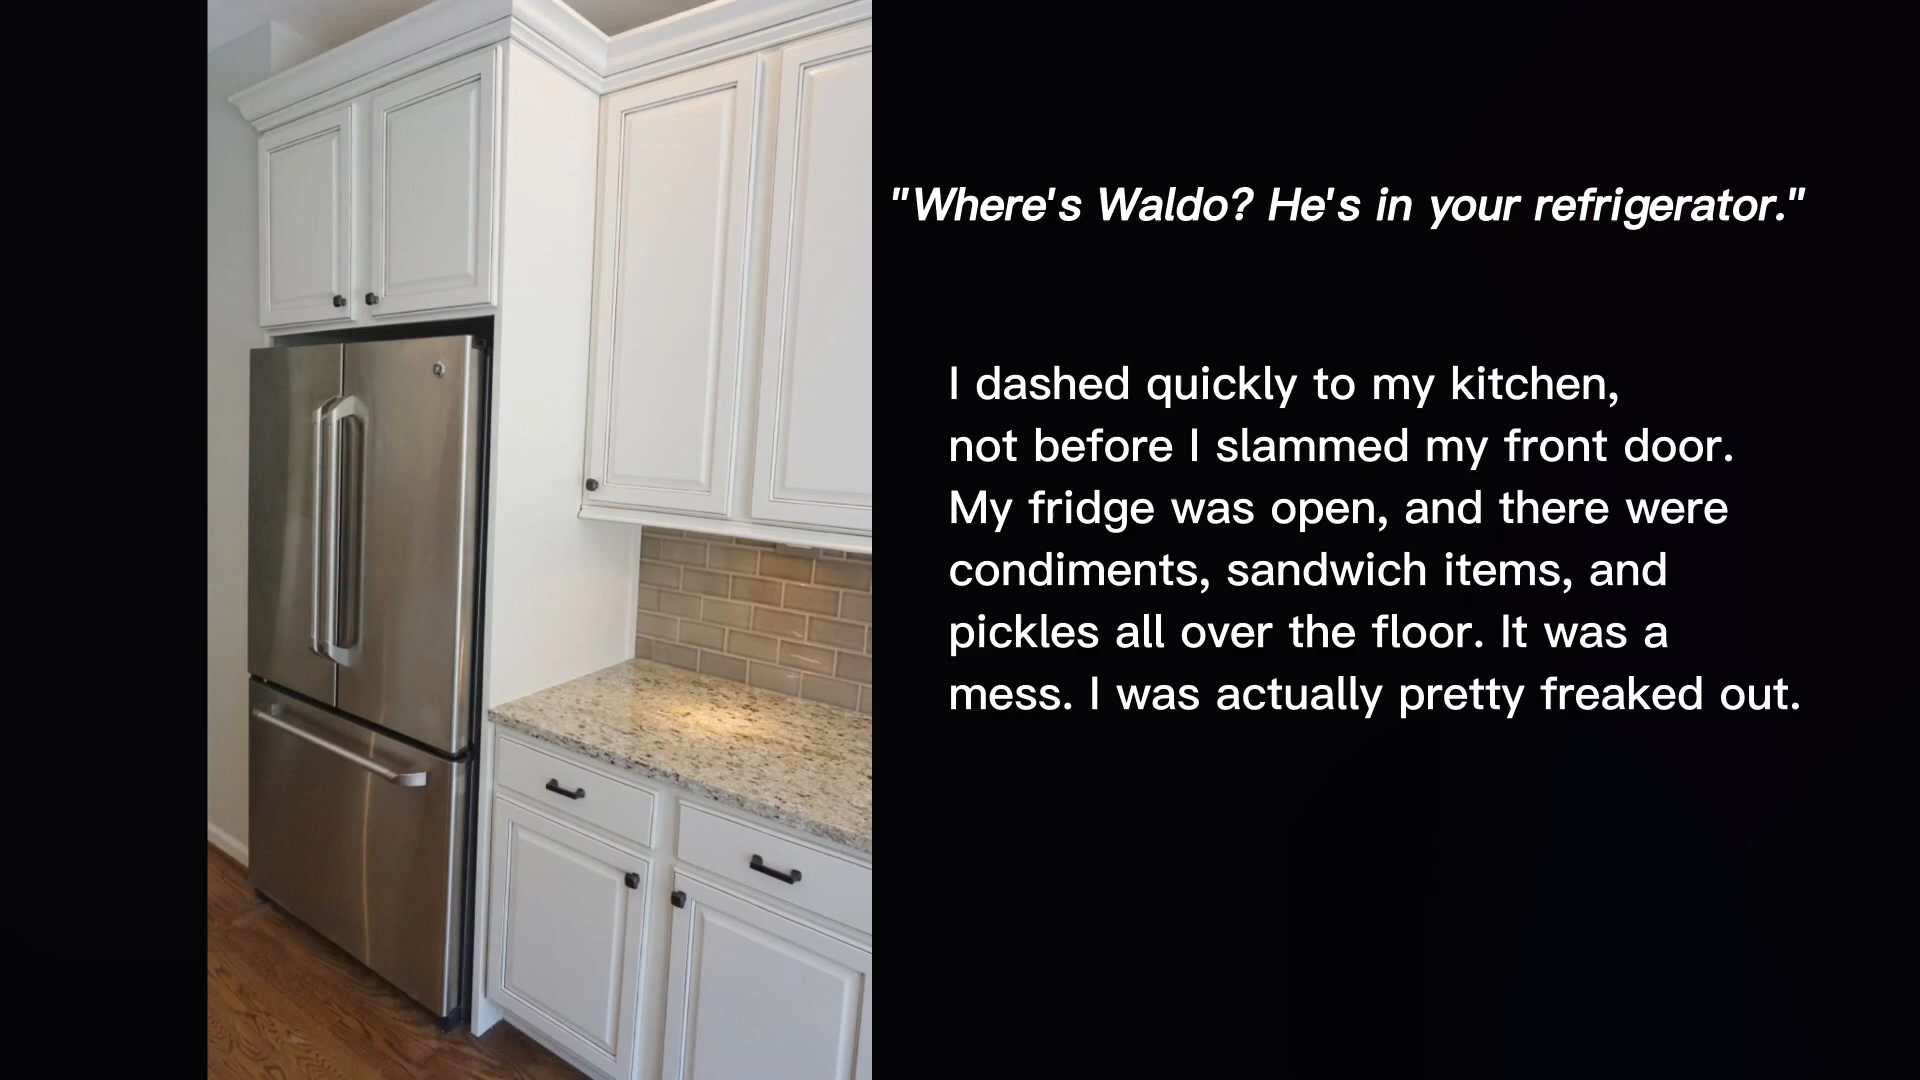 "Where's Waldo? He's in your refrigerator."
I dashed quickly to my kitchen,
not before I slammed my front door.
My fridge was open, and there were
condiments, sandwich items, and
pickles all over the floor. It was a
mess. I was actually pretty freaked out.